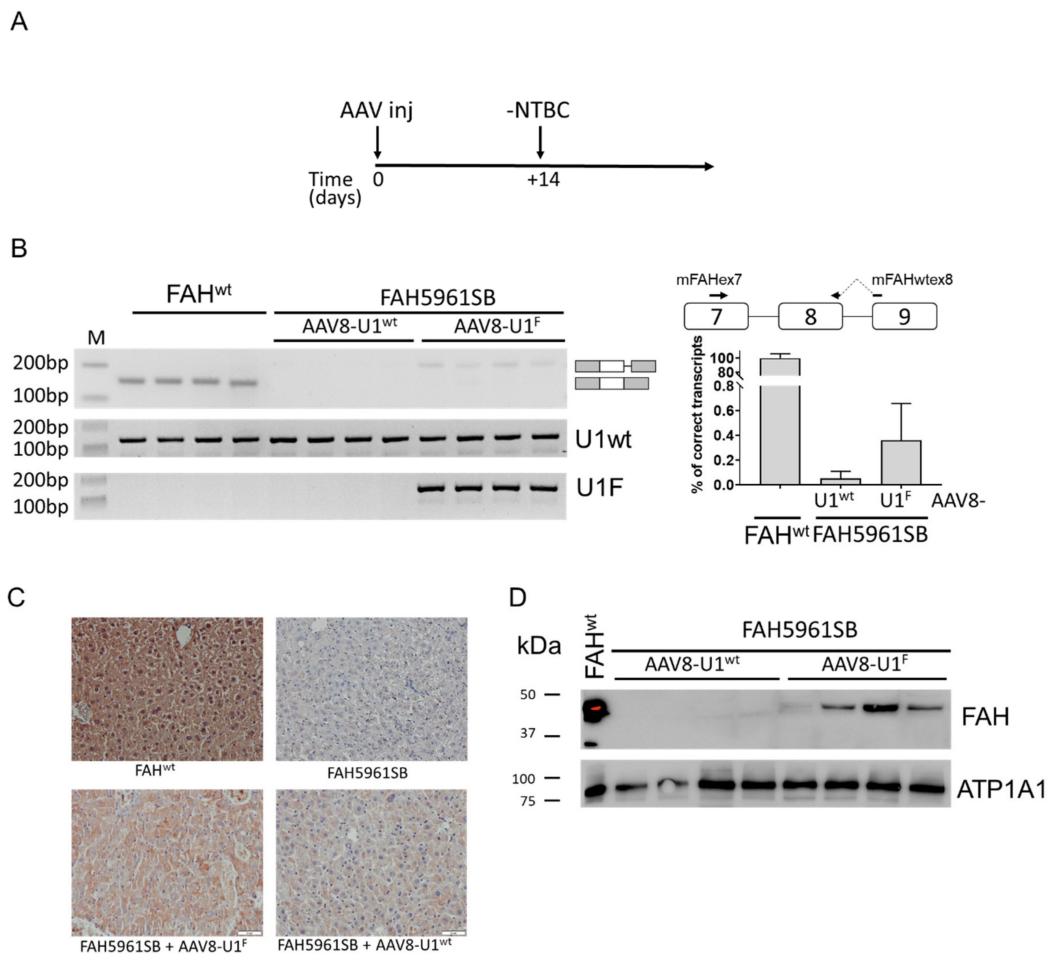 A
AAV inj
-NTBC
Time
(days)
0
+14
B
FAHwt
FAH5961SB
M
AAV8-U1wt
AAV8-U1F
200bp
100bp
200bp
100bp
U1wt
200bp
100bp
U1F
mFAHex7
mFAHwtex8
7
8
9
% of correct transcripts
100
80
0.8
0.6
0.4
0.2
0.0
U1wt
U1F
AAV8-
FAHwt
FAH5961SB
C
FAHwt
FAH5961SB
FAH5961SB + AAV8-U1F
FAH5961SB + AAV8-U1wt
D
kDa
FAHwt
FAH5961SB
AAV8-U1wt
AAV8-U1F
50
37
FAH
100
75
ATP1A1